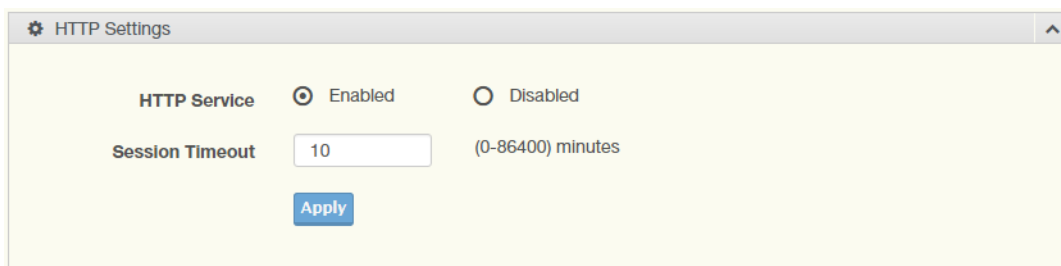 HTTP Settings
HTTP Service Enabled Disabled
Session Timeout 10 (0-86400) minutes
Apply